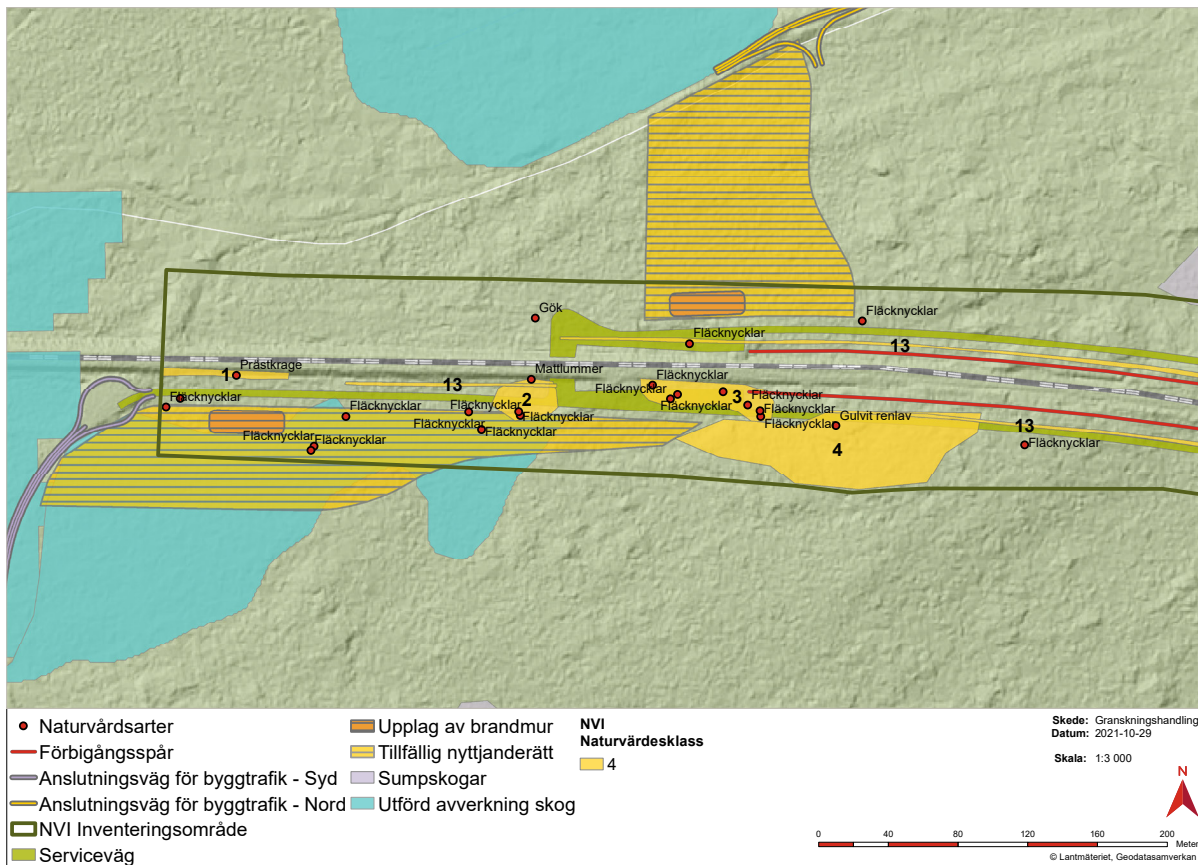 Gök
Fläcknycklar
Fläcknycklar
13
Prästkrage
1
Mattlummer
13
Fläcknycklar
Fläcknycklar
3
Fläcknycklar
Fläcknycklar
2
Fläcknycklar
Fläcknycklar
Fläcknycklar
Fläcknycklar
Fläcknycklar
Fläcknycklar
Fläcknycklar
Gulvit renlav
Fläcknycklar
Fläcknycklar
Fläcknycklar
4
13
Fläcknycklar
Naturvårdsarter
Förbigångsspår
Anslutningsväg för byggtrafik - Syd
Anslutningsväg för byggtrafik - Nord
NVI Inventeringsområde
Serviceväg
Upplag av brandmur
Tillfällig nyttjanderätt
Sumpskogar
Utförd avverkning skog
NVI
Naturvärdesklass
4
Skede: Granskningshandling
Datum: 2021-10-29
Skala: 1:3 000
N
0 40 80 120 160 200
Meter
© Lantmäteriet, Geodatasamverkan